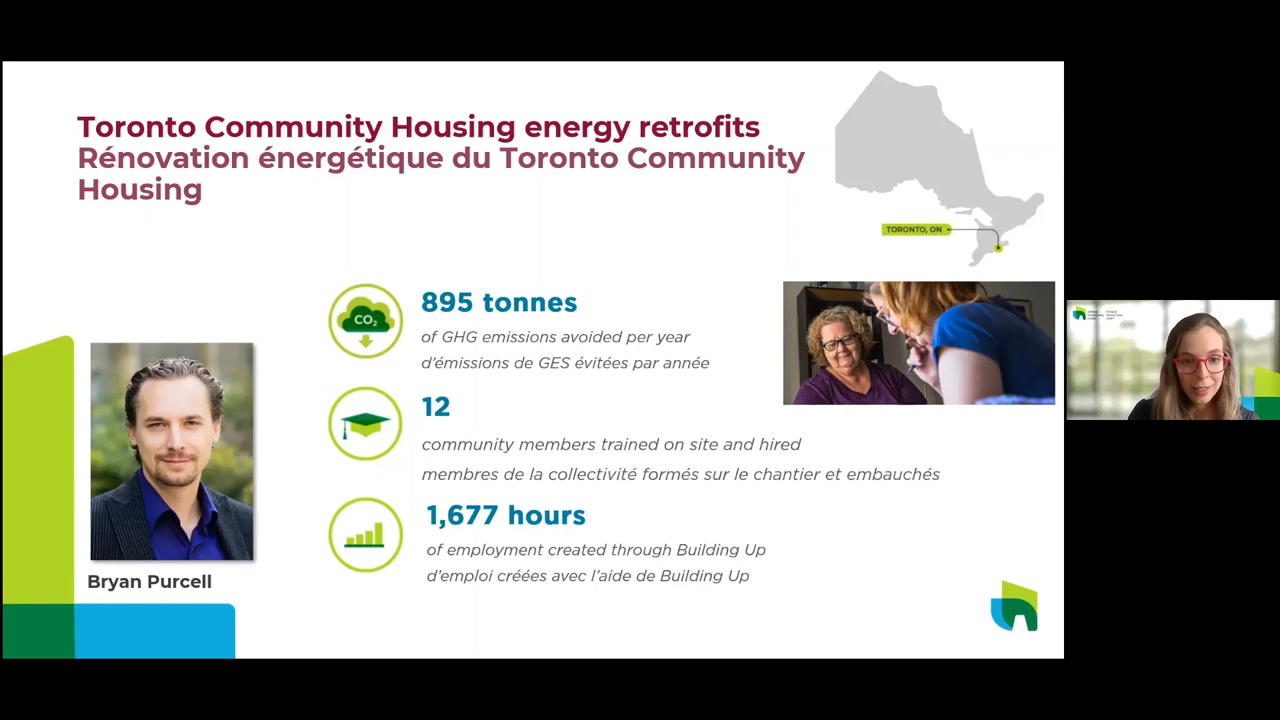 Toronto Community Housing energy retrofits
Rénovation énergétique du Toronto Community
Housing
TORONTO, ON
CO₂
895 tonnes
of GHG emissions avoided per year
d’émissions de GES évitées par année
12
community members trained on site and hired
membres de la collectivité formés sur le chantier et embauchés
1,677 hours
of employment created through Building Up
d’emploi créées avec l’aide de Building Up
Bryan Purcell